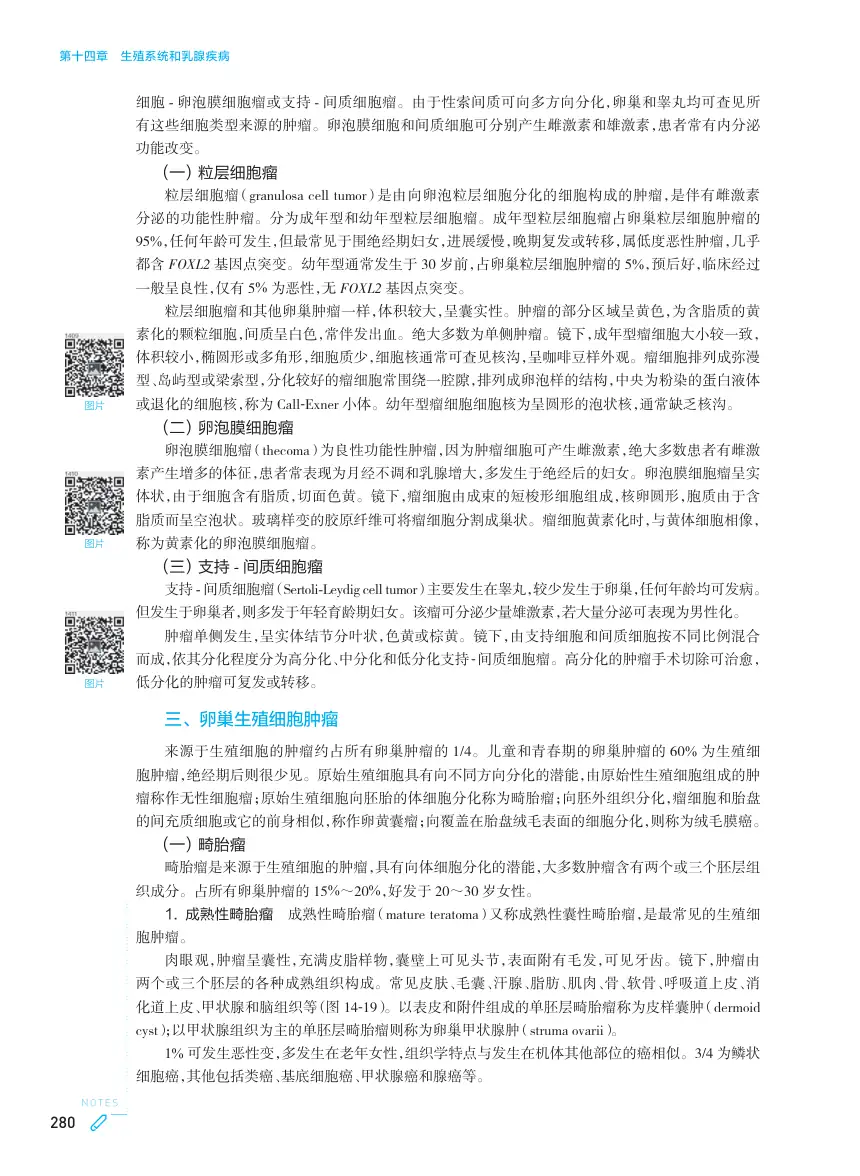 第十四章 生殖系统和乳腺疾病
细胞 - 卵泡膜细胞瘤或支持 - 间质细胞瘤。由于性索间质可向多方向分化,卵巢和睾丸均可查见所
有这些细胞类型来源的肿瘤。卵泡膜细胞和间质细胞可分别产生雌激素和雄激素,患者常有内分泌
功能改变。
(一) 粒层细胞瘤
粒层细胞瘤(granulosa cell tumor)是由向卵泡粒层细胞分化的细胞构成的肿瘤,是伴有雌激素
分泌的功能性肿瘤。分为成年型和幼年型粒层细胞瘤。成年型粒层细胞瘤占卵巢粒层细胞肿瘤的
95%,任何年龄可发生,但最常见于围绝经期妇女,进展缓慢,晚期复发或转移,属低度恶性肿瘤,几乎
都含 FOXL2 基因点突变。幼年型通常发生于 30 岁前,占卵巢粒层细胞肿瘤的 5%,预后好,临床经过
一般呈良性,仅有 5% 为恶性,无 FOXL2 基因点突变。
粒层细胞瘤和其他卵巢肿瘤一样,体积较大,呈囊实性。肿瘤的部分区域呈黄色,为含脂质的黄
素化的颗粒细胞,间质呈白色,常伴发出血。绝大多数为单侧肿瘤。镜下,成年型瘤细胞大小较一致,
体积较小,椭圆形或多角形,细胞质少,细胞核通常可查见核沟,呈咖啡豆样外观。瘤细胞排列成弥漫
型、岛屿型或梁索型,分化较好的瘤细胞常围绕一腔隙,排列成卵泡样的结构,中央为粉染的蛋白液体
或退化的细胞核,称为 Call-Exner 小体。幼年型瘤细胞细胞核为呈圆形的泡状核,通常缺乏核沟。
1409
图片
(二) 卵泡膜细胞瘤
卵泡膜细胞瘤(thecoma)为良性功能性肿瘤,因为肿瘤细胞可产生雌激素,绝大多数患者有雌激
素产生增多的体征,患者常表现为月经不调和乳腺增大,多发生于绝经后的妇女。卵泡膜细胞瘤呈实
体状,由于细胞含有脂质,切面色黄。镜下,瘤细胞由成束的短梭形细胞组成,核卵圆形,胞质由于含
脂质而呈空泡状。玻璃样变的胶原纤维可将瘤细胞分割成巢状。瘤细胞黄素化时,与黄体细胞相像,
称为黄素化的卵泡膜细胞瘤。
1410
图片
(三) 支持 - 间质细胞瘤
支持 - 间质细胞瘤(Sertoli-Leydig cell tumor)主要发生在睾丸,较少发生于卵巢,任何年龄均可发病。
但发生于卵巢者,则多发于年轻育龄期妇女。该瘤可分泌少量雄激素,若大量分泌可表现为男性化。
肿瘤单侧发生,呈实体结节分叶状,色黄或棕黄。镜下,由支持细胞和间质细胞按不同比例混合
而成,依其分化程度分为高分化、中分化和低分化支持-间质细胞瘤。高分化的肿瘤手术切除可治愈,
低分化的肿瘤可复发或转移。
1411
图片
三、卵巢生殖细胞肿瘤
来源于生殖细胞的肿瘤约占所有卵巢肿瘤的 1/4。儿童和青春期的卵巢肿瘤的 60% 为生殖细
胞肿瘤,绝经期后则很少见。原始生殖细胞具有向不同方向分化的潜能,由原始性生殖细胞组成的肿
瘤称作无性细胞瘤;原始生殖细胞向胚胎的体细胞分化称为畸胎瘤;向胚外组织分化,瘤细胞和胎盘
的间充质细胞或它的前身相似,称作卵黄囊瘤;向覆盖在胎盘绒毛表面的细胞分化,则称为绒毛膜癌。
(一) 畸胎瘤
畸胎瘤是来源于生殖细胞的肿瘤,具有向体细胞分化的潜能,大多数肿瘤含有两个或三个胚层组
织成分。占所有卵巢肿瘤的 15%～20%,好发于 20～30 岁女性。
1. 成熟性畸胎瘤 成熟性畸胎瘤(mature teratoma)又称成熟性囊性畸胎瘤,是最常见的生殖细
胞肿瘤。
肉眼观,肿瘤呈囊性,充满皮脂样物,囊壁上可见头节,表面附有毛发,可见牙齿。镜下,肿瘤由
两个或三个胚层的各种成熟组织构成。常见皮肤、毛囊、汗腺、脂肪、肌肉、骨、软骨、呼吸道上皮、消
化道上皮、甲状腺和脑组织等(图 14-19)。以表皮和附件组成的单胚层畸胎瘤称为皮样囊肿(dermoid
cyst);以甲状腺组织为主的单胚层畸胎瘤则称为卵巢甲状腺肿(struma ovarii)。
1% 可发生恶性变,多发生在老年女性,组织学特点与发生在机体其他部位的癌相似。3/4 为鳞状
细胞癌,其他包括类癌、基底细胞癌、甲状腺癌和腺癌等。
NOTES
280